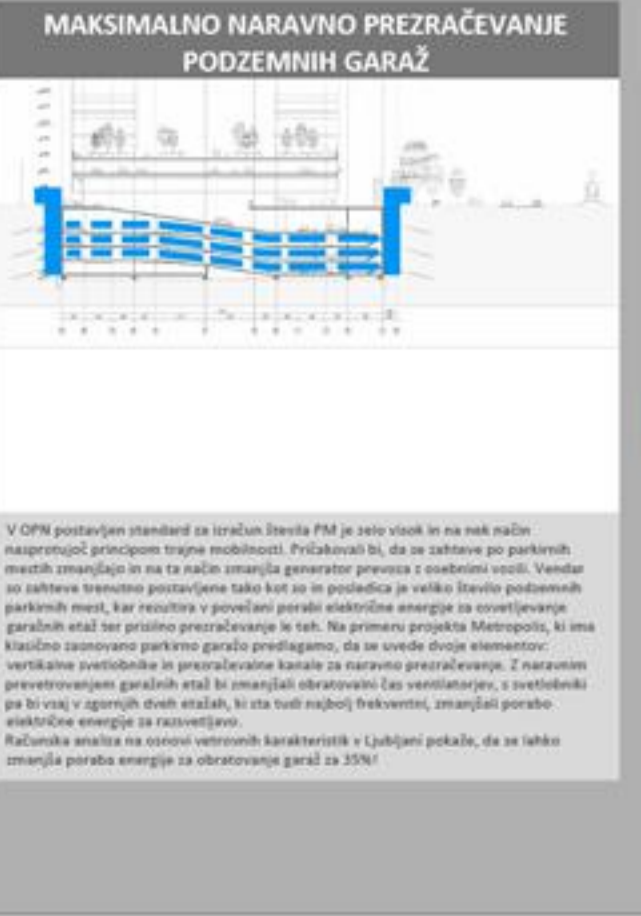 MAKSIMALNO NARAVNO PREZRAČEVANJE
PODZEMNIH GARAŽ
V OPN postavljen standard za izračun števila PM je zelo visok in na nek način
nasprotujoč principom trajne mobilnosti. Pričakovali bi, da se zahteve po parkirnih
mestih zmanjšajo in na ta način zmanjša generator prevoza z osebnimi vozili. Vendar
so zahteve trenutno postavljene tako kot so in posledica je veliko število podzemnih
parkirnih mest, kar rezultira v povečani porabi električne energije za osvetljevanje
garažnih etaž ter prisilno prezračevanje le teh. Na primeru projekta Metropolis, ki ima
klasično zasnovano parkirno garažo predlagamo, da se uvede dvoje elementov:
vertikalne svetlobnike in prezračevalne kanale za naravno prezračevanje. Z naravnim
prevetrovanjem garažnih etaž bi zmanjšali obratovalni čas ventilatorjev, s svetlobniki
pa bi vsaj v zgornjih dveh etažah, ki sta tudi najbolj frekventni, zmanjšali porabo
električne energije za razsvetljavo.
Računska analiza na osnovi vetrovnih karakteristik v Ljubljani pokaže, da se lahko
zmanjša poraba energije za obratovanje garaž za 35%!